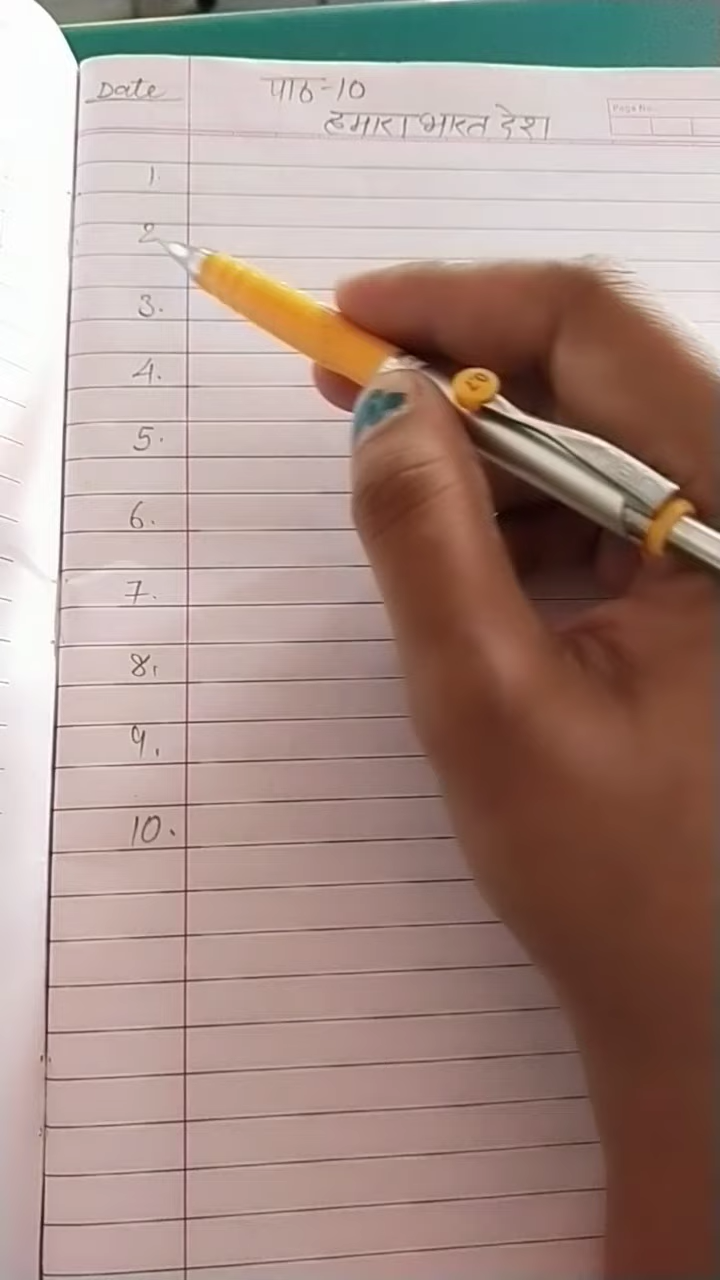 Date
पाठ-10
हमारा भारत देश
Page No.
1.
2.
3.
4.
5.
6.
7.
8.
9.
10.